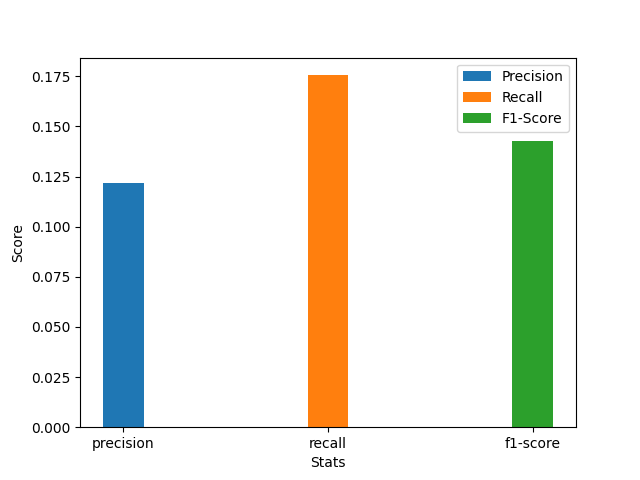 0.175
0.150
0.125
0.100
0.075
0.050
0.025
0.000
Score
Precision
Recall
F1-Score
precision recall f1-score
Stats